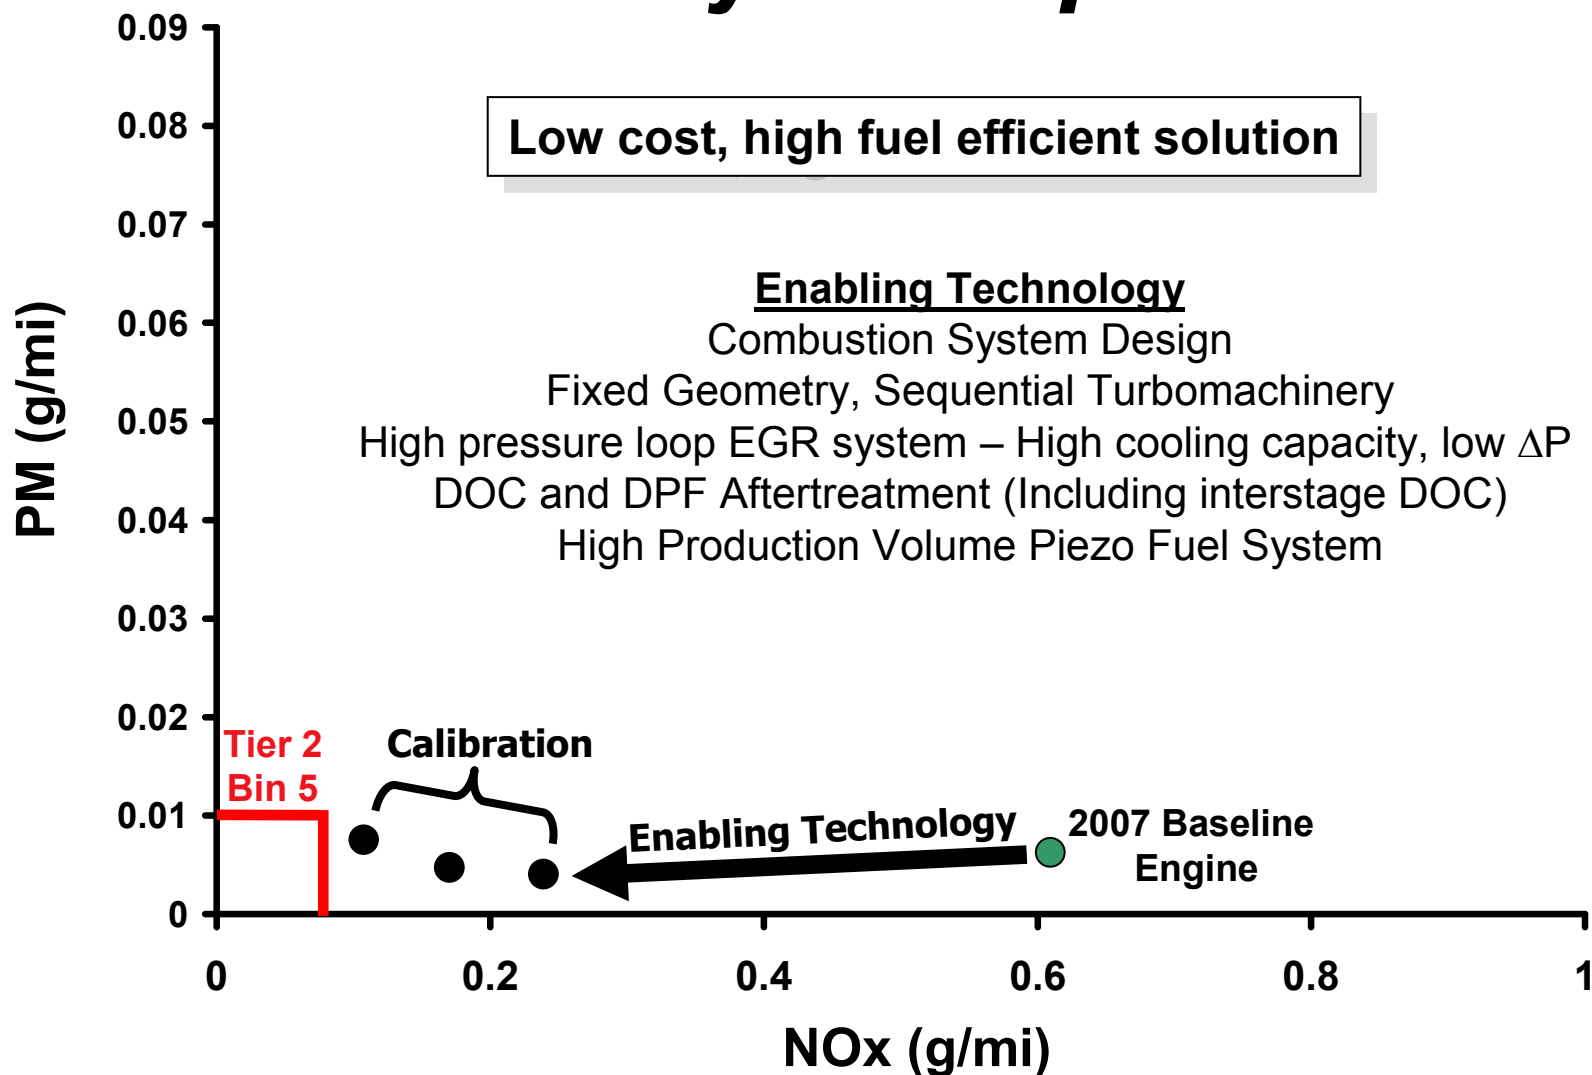 0.09
0.08
0.07
0.06
0.05
0.04
0.03
0.02
0.01
0
PM (g/mi)
Low cost, high fuel efficient solution
Enabling Technology
Combustion System Design
Fixed Geometry, Sequential Turbomachinery
High pressure loop EGR system – High cooling capacity, low ΔP
DOC and DPF Aftertreatment (Including interstage DOC)
High Production Volume Piezo Fuel System
Tier 2
Bin 5
Calibration
Enabling Technology
2007 Baseline
Engine
0 0.2 0.4 0.6 0.8 1
NOx (g/mi)